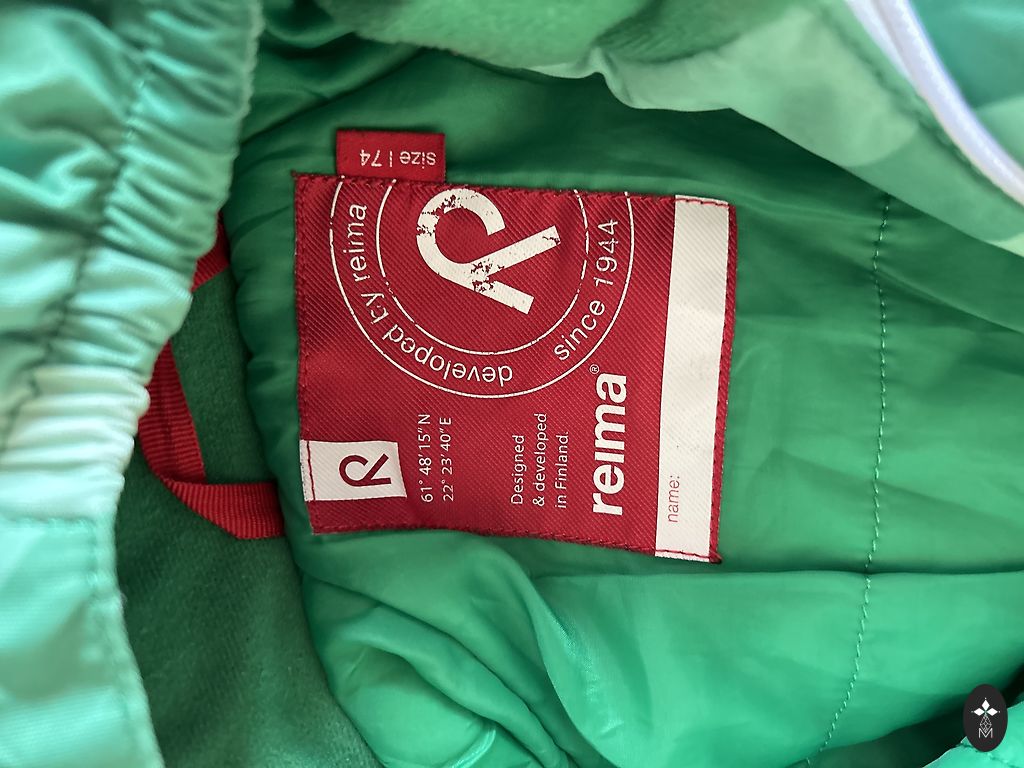 size | 74
developed by reima
since 1944
61° 48'15"N
22° 23'40"E
Designed
& developed
in Finland.
reima®
name:
M